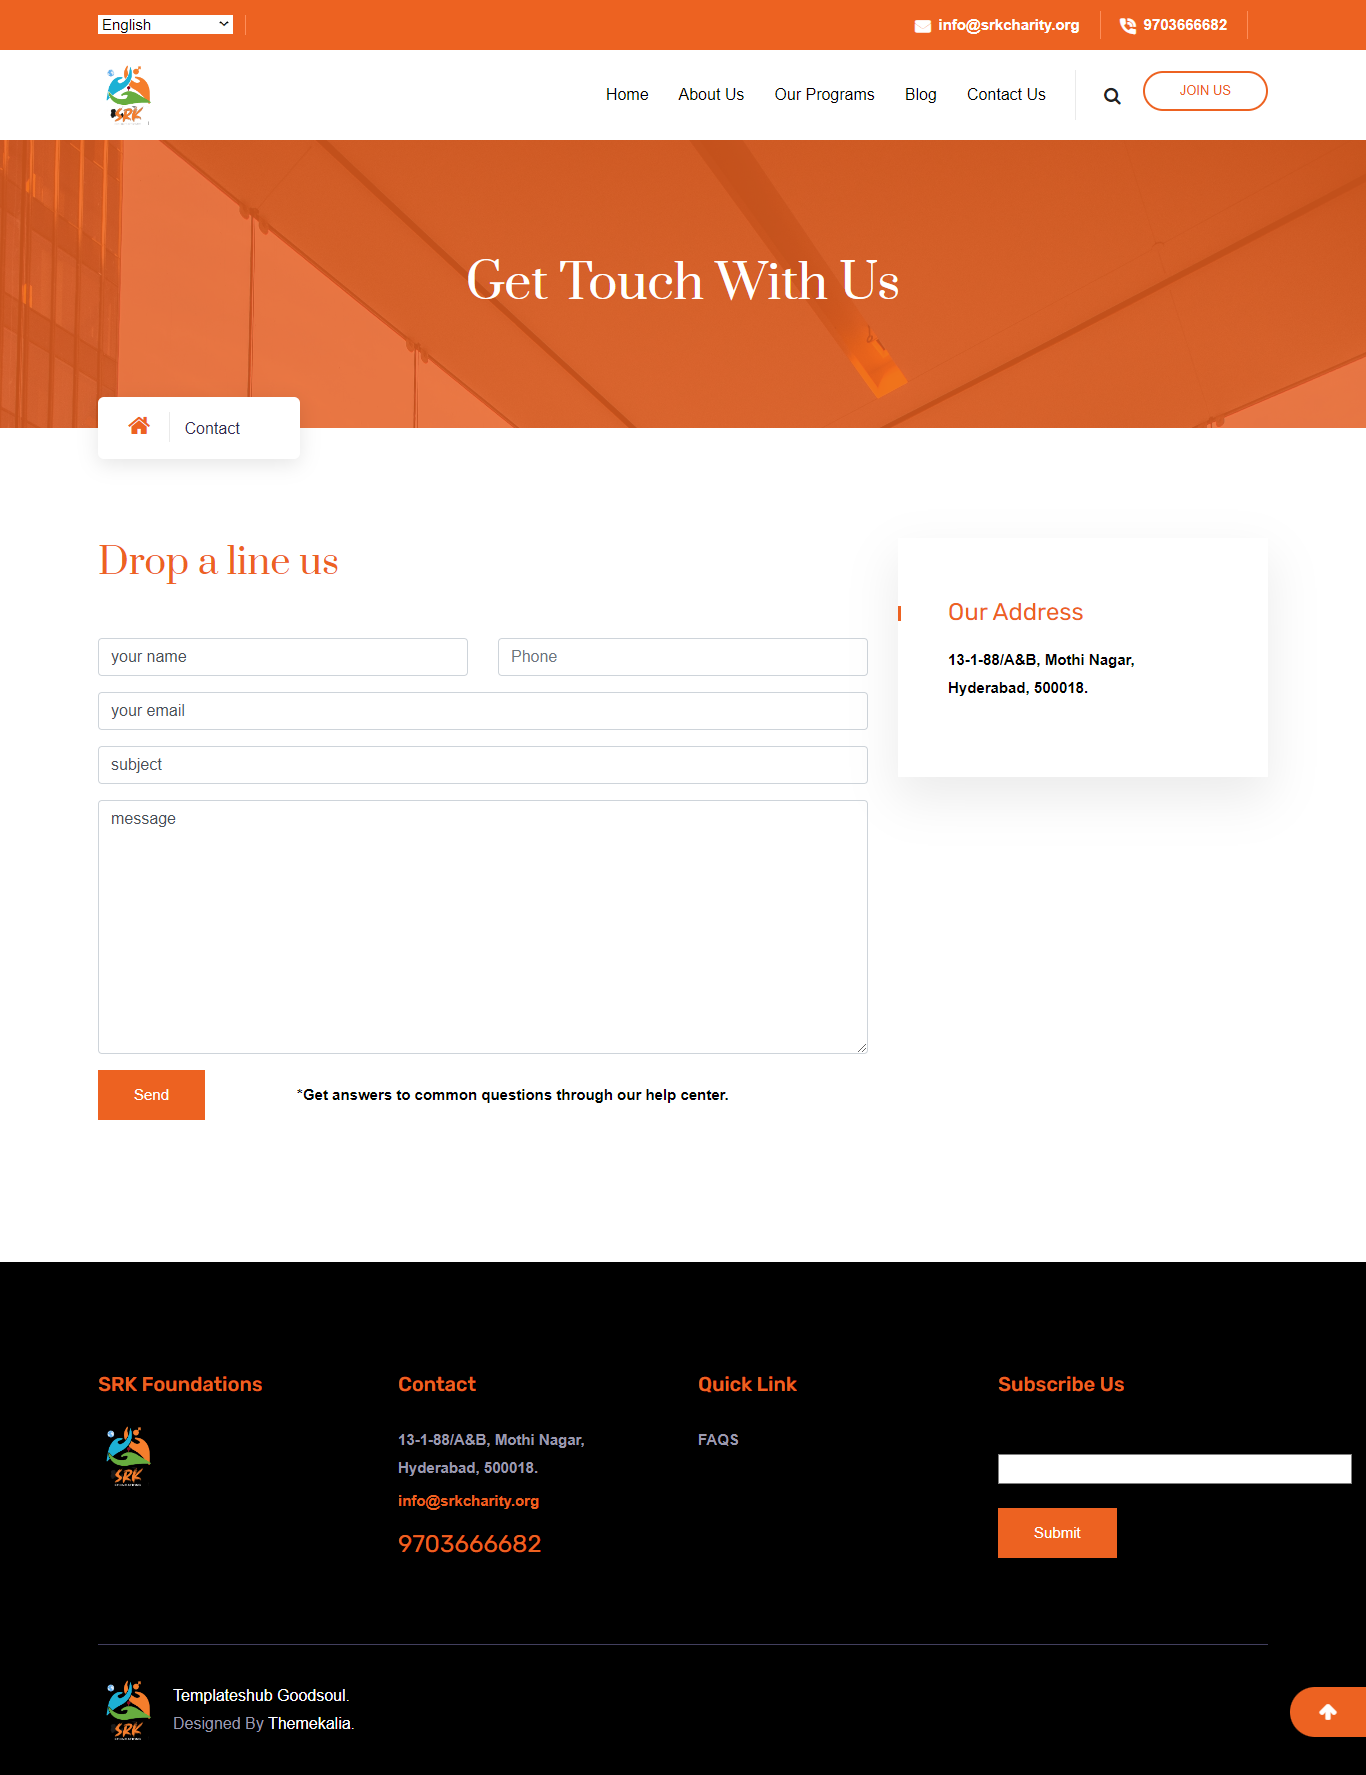 English
info@srkcharity.org
9703666682
SRK
Home
About Us
Our Programs
Blog
Contact Us
JOIN US
Get Touch With Us
Contact
Drop a line us
your name
Phone
your email
subject
message
Send
*Get answers to common questions through our help center.
Our Address
13-1-88/A&B, Mothi Nagar,
Hyderabad, 500018.
SRK Foundations
SRK
Contact
13-1-88/A&B, Mothi Nagar,
Hyderabad, 500018.
info@srkcharity.org
9703666682
Quick Link
FAQS
Subscribe Us
Submit
SRK
Templateshub Goodsoul.
Designed By Themekalia.